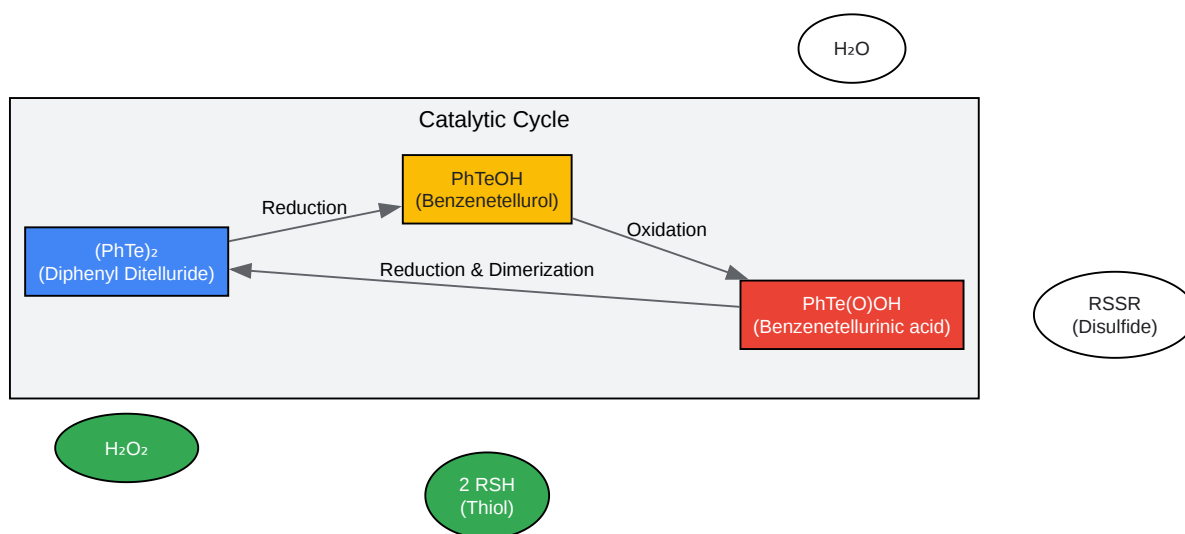 H₂O
Catalytic Cycle
PhTeOH
(Benzenetellurol)
Reduction
Oxidation
(PhTe)₂
(Diphenyl Ditelluride)
Reduction & Dimerization
PhTe(O)OH
(Benzenetellurinic acid)
RSSR
(Disulfide)
H₂O₂
2 RSH
(Thiol)